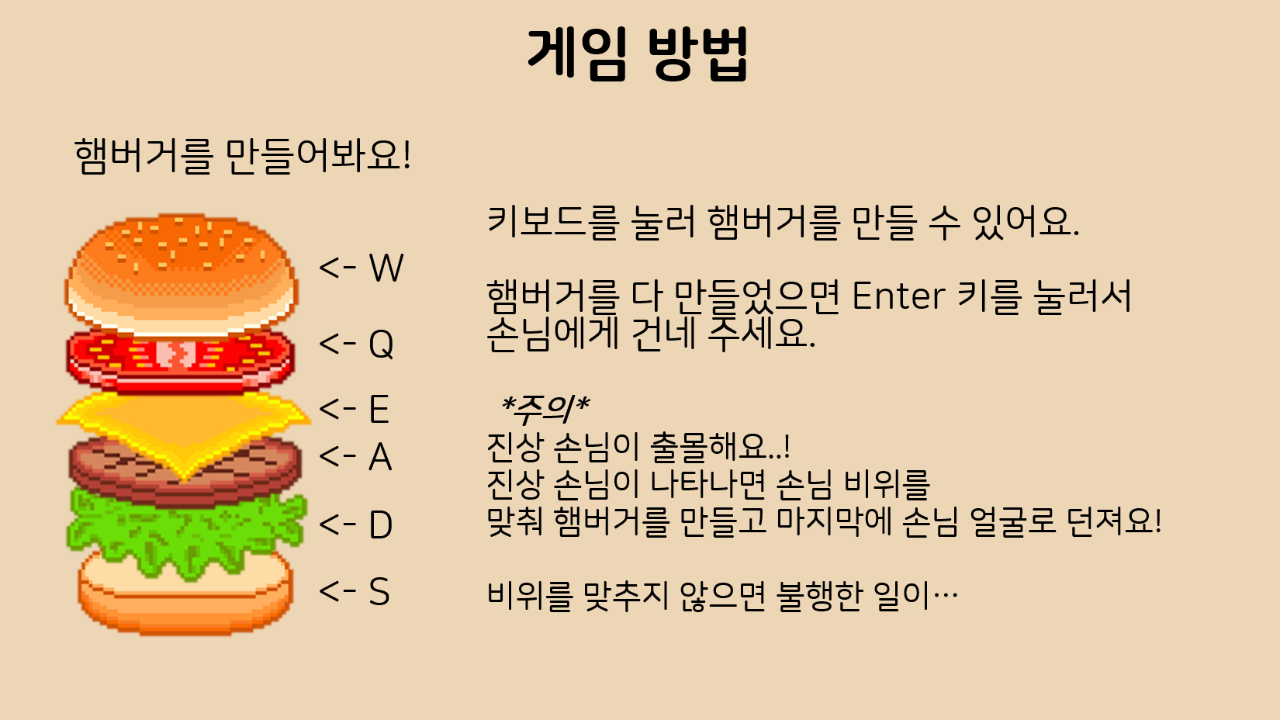 게임 방법
햄버거를 만들어봐요!
<- W
<- Q
<- E
<- A
<- D
<- S
키보드를 눌러 햄버거를 만들 수 있어요.
햄버거를 다 만들었으면 Enter 키를 눌러서
손님에게 건네 주세요.
*주의*
진상 손님이 출몰해요..!
진상 손님이 나타나면 손님 비위를
맞춰 햄버거를 만들고 마지막에 손님 얼굴로 던져요!
비위를 맞추지 않으면 불행한 일이…